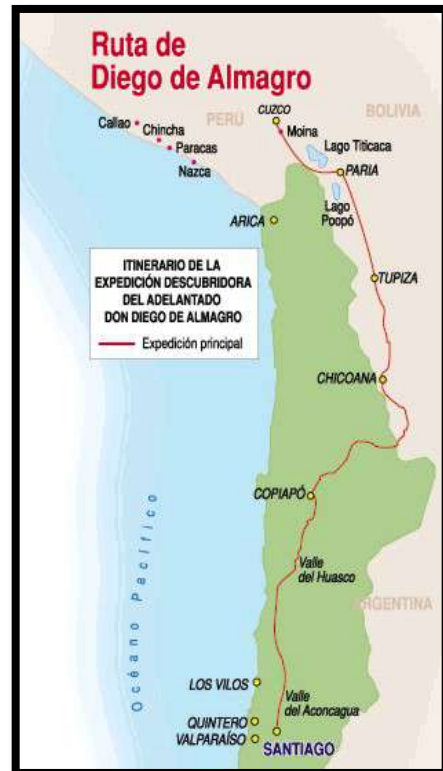 Ruta de
Diego de Almagro
CUZCO
BOLIVIA
PERÚ
Callao
Chincha
Moina
Paracas
Lago Titicaca
Nazca
PARIA
Lago
Poopó
ARICA
ITINERARIO DE LA
EXPEDICIÓN DESCUBRIDORA
DEL ADELANTADO
DON DIEGO DE ALMAGRO
Expedición principal
TUPIZA
CHICOANA
COPIAPÓ
Océano Pacífico
Valle
del Huasco
ARGENTINA
LOS VILOS
Valle
del Aconcagua
QUINTERO
VALPARAÍSO
SANTIAGO